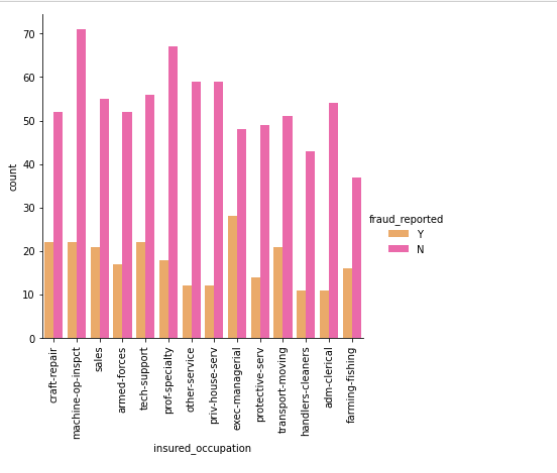 70
60
50
40
30
20
10
0
count
craft-repair
machine-op-inspct
sales
armed-forces
tech-support
prof-specialty
other-service
priv-house-serv
exec-managerial
protective-serv
transport-moving
handlers-cleaners
adm-clerical
farming-fishing
insured_occupation
fraud_reported
Y
N